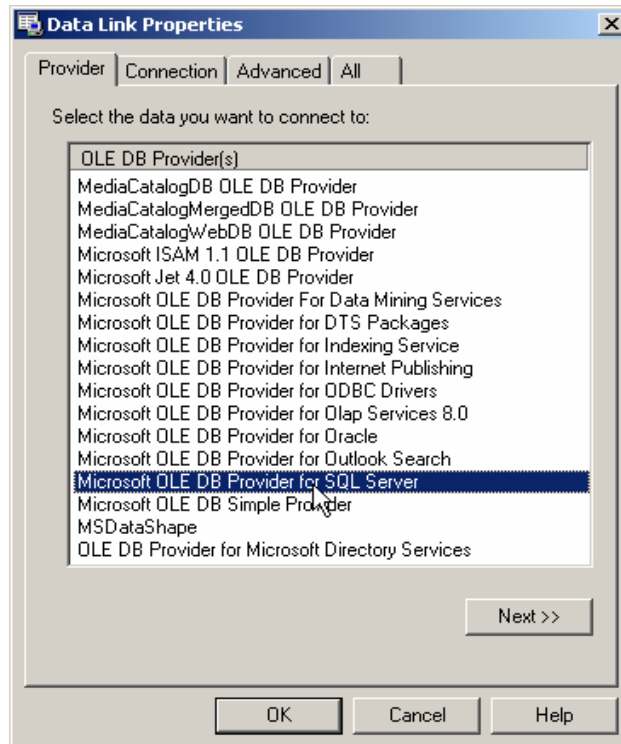 Data Link Properties
Provider Connection Advanced All
Select the data you want to connect to:
OLE DB Provider(s)
MediaCatalogDB OLE DB Provider
MediaCatalogMergedDB OLE DB Provider
MediaCatalogWebDB OLE DB Provider
Microsoft ISAM 1.1 OLE DB Provider
Microsoft Jet 4.0 OLE DB Provider
Microsoft OLE DB Provider For Data Mining Services
Microsoft OLE DB Provider for DTS Packages
Microsoft OLE DB Provider for Indexing Service
Microsoft OLE DB Provider for Internet Publishing
Microsoft OLE DB Provider for ODBC Drivers
Microsoft OLE DB Provider for Olap Services 8.0
Microsoft OLE DB Provider for Oracle
Microsoft OLE DB Provider for Outlook Search
Microsoft OLE DB Provider for SQL Server
Microsoft OLE DB Simple Provider
MSDataShape
OLE DB Provider for Microsoft Directory Services
Next >>
OK Cancel Help